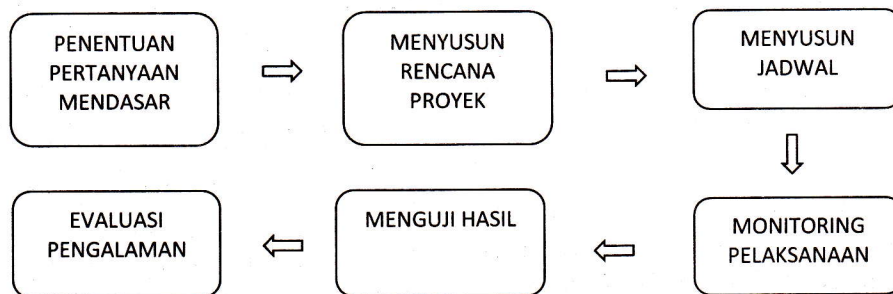 PENENTUAN
PERTANYAAN
MENDASAR
MENYUSUN
RENCANA
PROYEK
MENYUSUN
JADWAL
MONITORING
PELAKSANAAN
MENGUJI HASIL
EVALUASI
PENGALAMAN